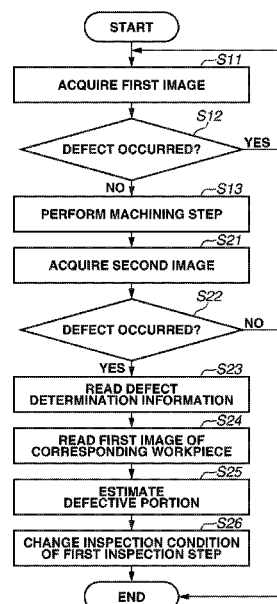 START
S11
ACQUIRE FIRST IMAGE
S12
DEFECT OCCURRED?
YES
NO
S13
PERFORM MACHINING STEP
S21
ACQUIRE SECOND IMAGE
S22
DEFECT OCCURRED?
NO
YES
S23
READ DEFECT
DETERMINATION INFORMATION
S24
READ FIRST IMAGE OF
CORRESPONDING WORKPIECE
S25
ESTIMATE
DEFECTIVE PORTION
S26
CHANGE INSPECTION CONDITION
OF FIRST INSPECTION STEP
END